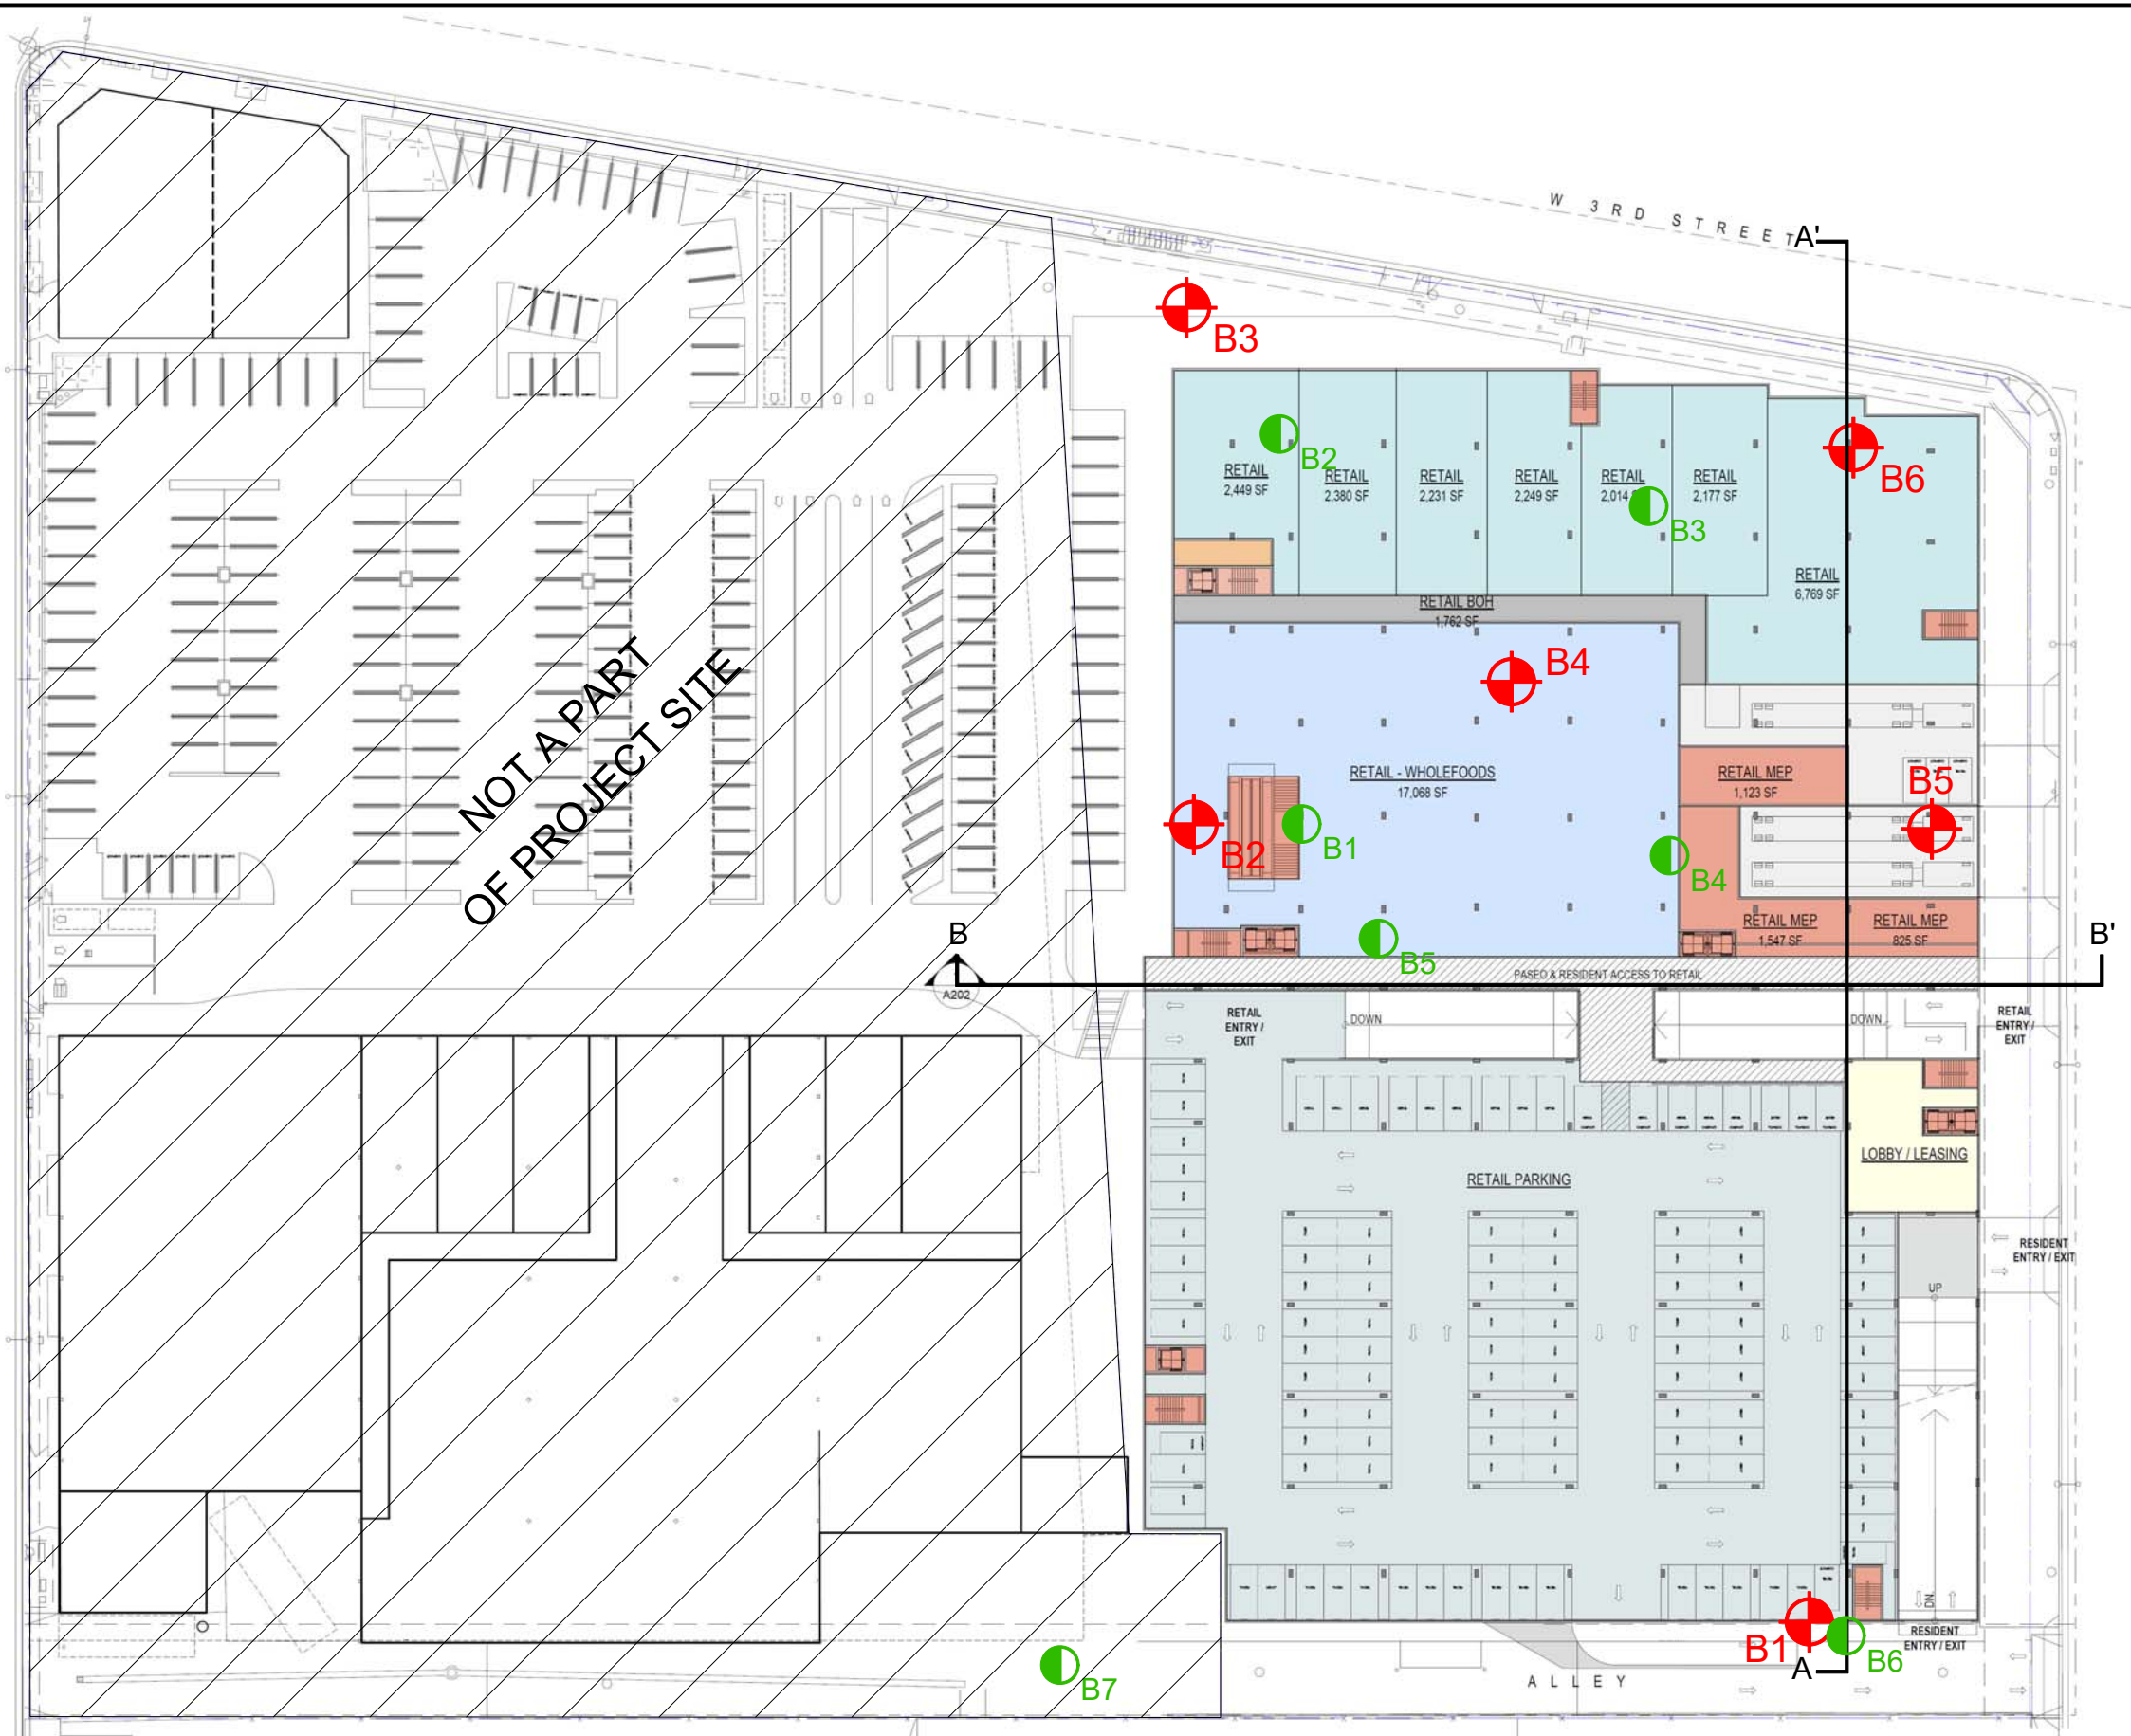 W 3RD STREET
A'
B3
B2
RETAIL
2,449 SF
RETAIL
2,380 SF
RETAIL
2,231 SF
RETAIL
2,249 SF
RETAIL
2,014
RETAIL
2,177 SF
B3
B6
RETAIL
6,769 SF
RETAIL BOH
1,762 SF
B4
NOT A PART
OF PROJECT SITE
RETAIL - WHOLEFOODS
17,068 SF
RETAIL MEP
1,123 SF
B5
B2
B1
B4
RETAIL MEP
1,547 SF
RETAIL MEP
825 SF
B
B'
B5
PASEO & RESIDENT ACCESS TO RETAIL
A202
RETAIL
ENTRY /
EXIT
DOWN
DOWN
RETAIL
ENTRY /
EXIT
LOBBY / LEASING
RETAIL PARKING
RESIDENT
ENTRY / EXIT
UP
DN.
B1
B6
RESIDENT
ENTRY / EXIT
A
ALLEY
B7